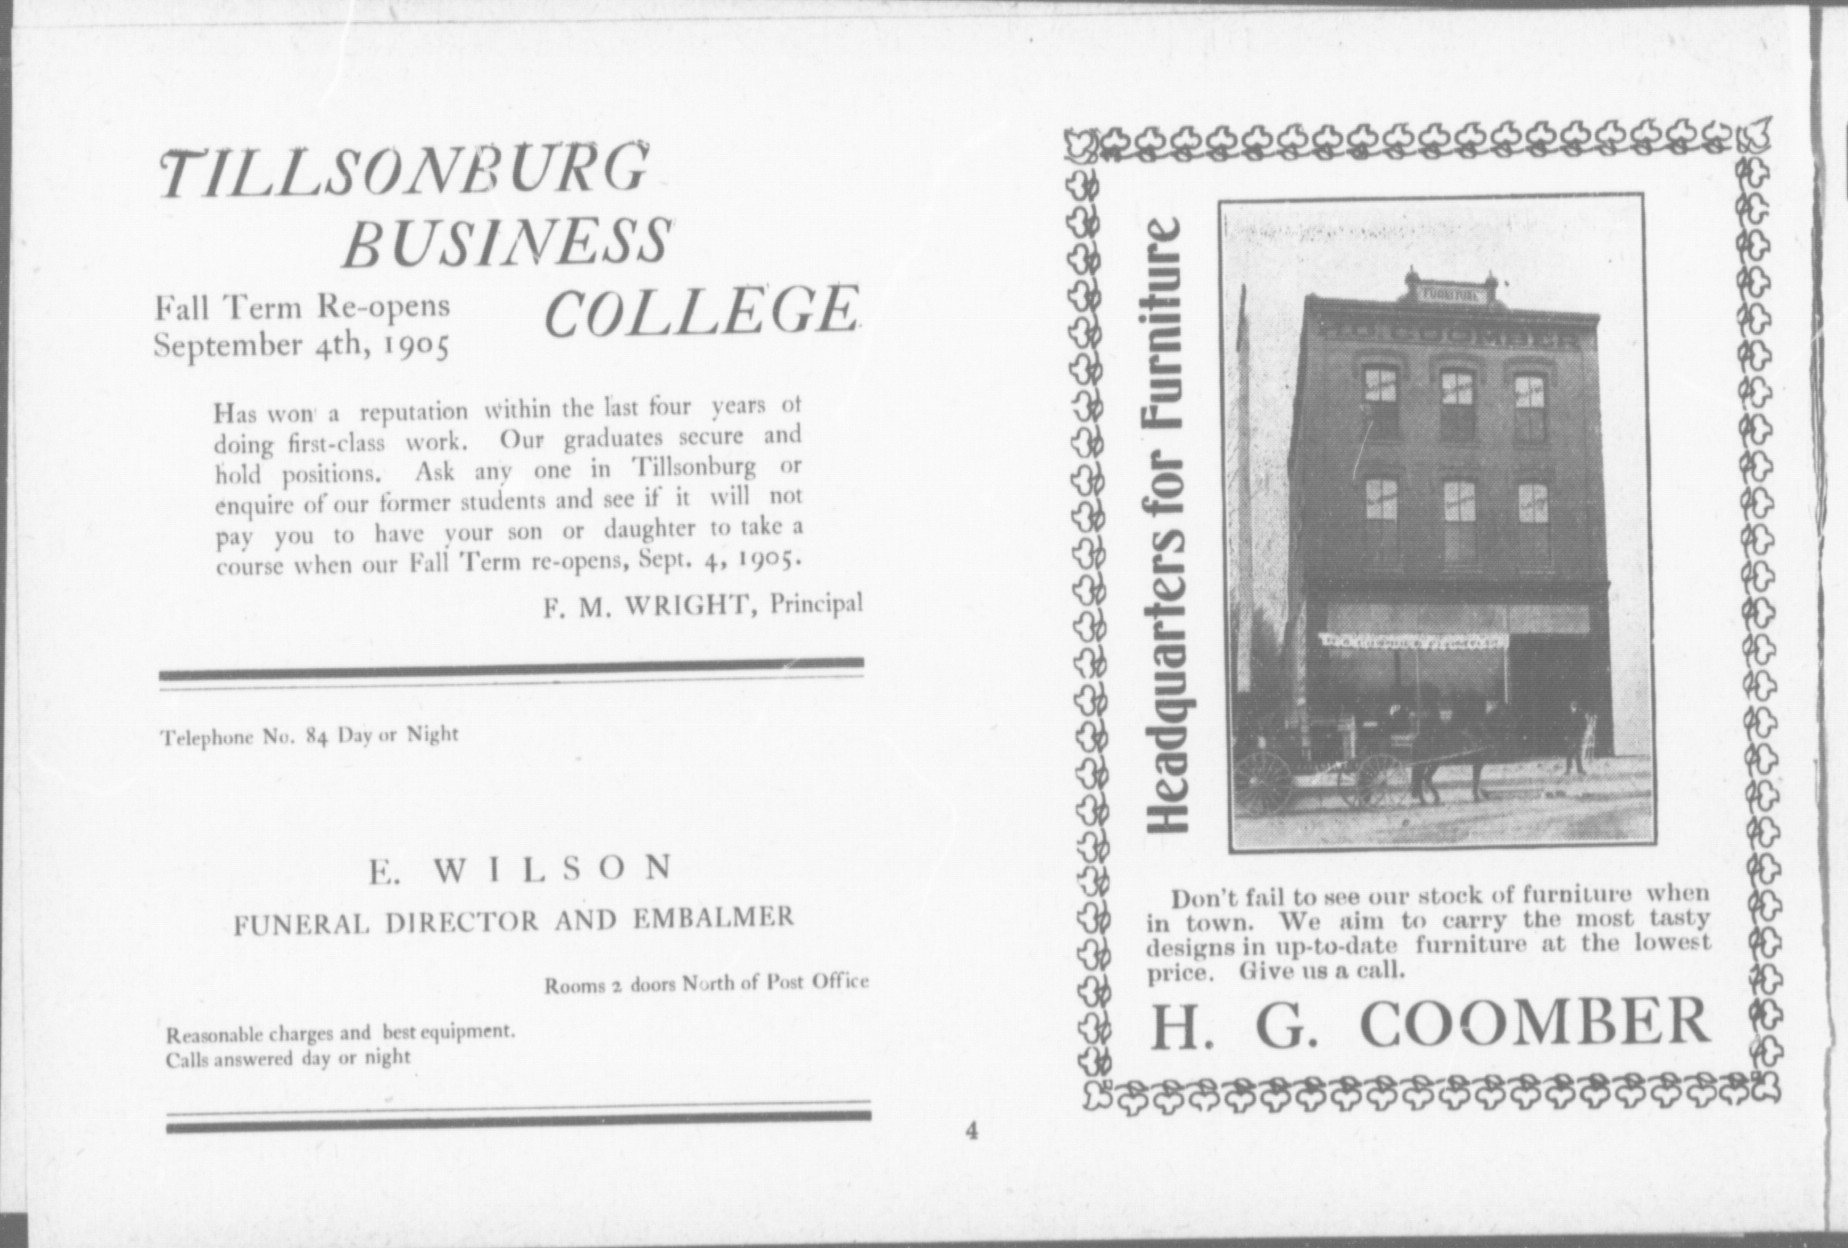 TILLSONBURG
BUSINESS
COLLEGE
Fall Term Re-opens
September 4th, 1905
Has won a reputation within the last four years of
doing first-class work. Our graduates secure and
hold positions. Ask any one in Tillsonburg or
enquire of our former students and see if it will not
pay you to have your son or daughter to take a
course when our Fall Term re-opens, Sept. 4, 1905.
F. M. WRIGHT, Principal
Telephone No. 84 Day or Night
E. WILSON
FUNERAL DIRECTOR AND EMBALMER
Rooms 2 doors North of Post Office
Reasonable charges and best equipment.
Calls answered day or night
4
Headquarters for Furniture
FURNITURE
COOMBER
Don't fail to see our stock of furniture when
in town. We aim to carry the most tasty
designs in up-to-date furniture at the lowest
price. Give us a call.
H. G. COOMBER